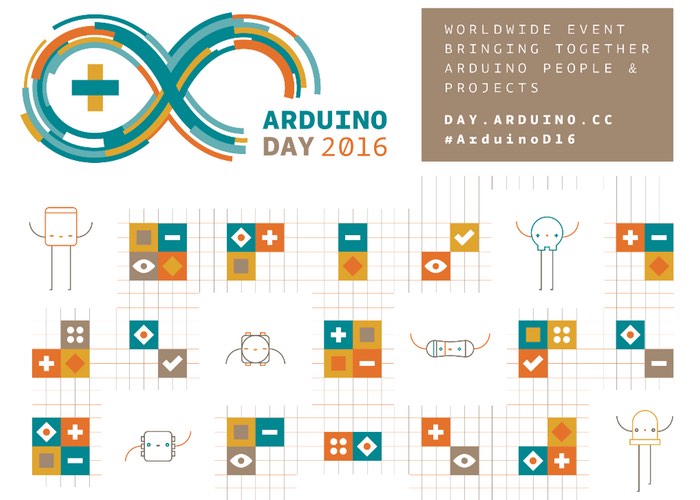 ARDUINO
DAY 2016
WORLDWIDE EVENT
BRINGING TOGETHER
ARDUINO PEOPLE &
PROJECTS
DAY.ARDUINO.CC
#ArduinoD16